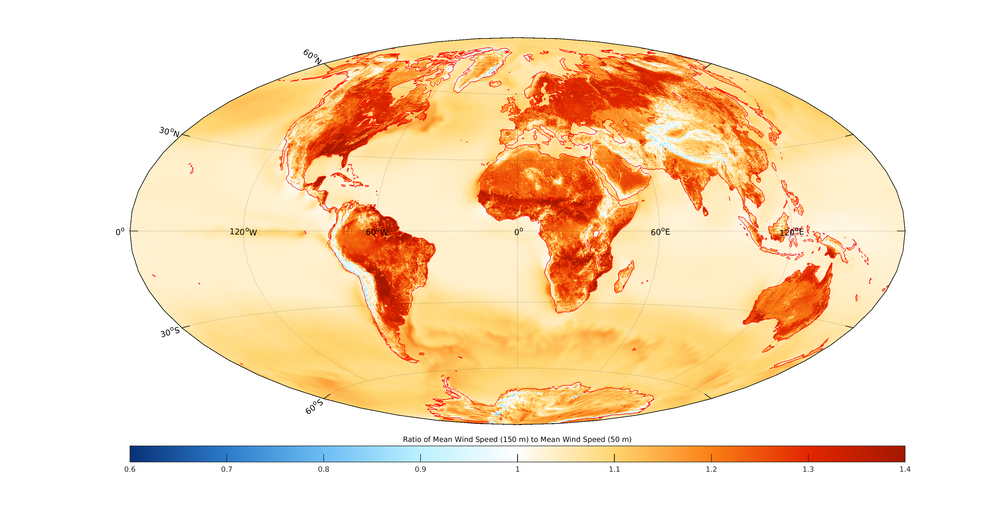 60°N
30°N
0° 120°W 60°W 0° 60°E 120°E
30°S
60°S
Ratio of Mean Wind Speed (150 m) to Mean Wind Speed (50 m)
0.6 0.7 0.8 0.9 1 1.1 1.2 1.3 1.4